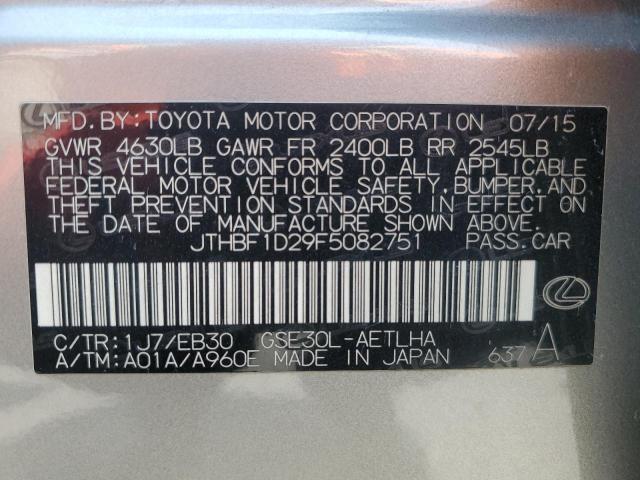 MFD.BY:TOYOTA MOTOR CORPORATION 07/15
GVWR 4630LB GAWR FR 2400LB RR 2545LB
THIS VEHICLE CONFORMS TO ALL APPLICABLE
FEDERAL MOTOR VEHICLE SAFETY,BUMPER,AND
THEFT PREVENTION STANDARDS IN EFFECT ON
THE DATE OF MANUFACTURE SHOWN ABOVE.
JTHBF1D29F5082751 PASS.CAR
C/TR:1J7/EB30 GSE30L-AETLHA
A/TM:A01A/A960E MADE IN JAPAN 637 A